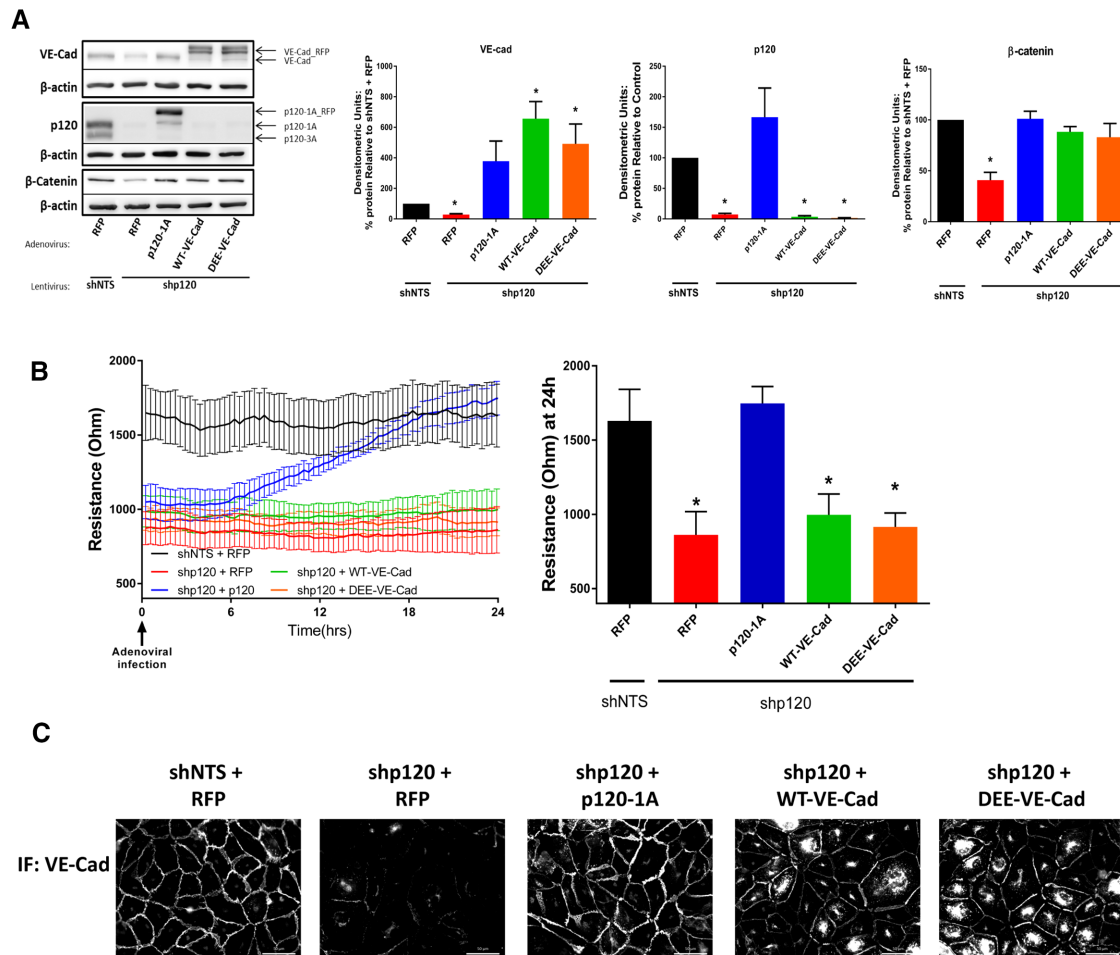 A
VE-Cad
β-actin
p120
β-actin
β-Catenin
β-actin
VE-Cad_RFP
VE-Cad
p120-1A_RFP
p120-1A
p120-3A
Adenovirus:
RFP
RFP
p120-1A
WT-VE-Cad
DEE-VE-Cad
Lentivirus:
shNTS
shp120
VE-cad
Densitometric Units:
% protein Relative to shNTS + RFP
1000
800
600
400
200
0
*
*
*
RFP
RFP
p120-1A
WT-VE-Cad
DEE-VE-Cad
shNTS
shp120
p120
Densitometric Units:
% protein Relative to Control
250
200
150
100
50
0
*
*
*
RFP
RFP
p120-1A
WT-VE-Cad
DEE-VE-Cad
shNTS
shp120
β-catenin
Densitometric Units:
% protein Relative to shNTS + RFP
150
100
50
0
*
RFP
RFP
p120-1A
WT-VE-Cad
DEE-VE-Cad
shNTS
shp120
B
Resistance (Ohm)
2000
1500
1000
500
shNTS + RFP
shp120 + RFP
shp120 + WT-VE-Cad
shp120 + p120
shp120 + DEE-VE-Cad
0
6
12
18
24
Time(hrs)
Adenoviral
infection
Resistance (Ohm) at 24h
2000
1500
1000
500
*
*
*
RFP
RFP
p120-1A
WT-VE-Cad
DEE-VE-Cad
shNTS
shp120
C
shNTS +
RFP
shp120 +
RFP
shp120 +
p120-1A
shp120 +
WT-VE-Cad
shp120 +
DEE-VE-Cad
IF: VE-Cad